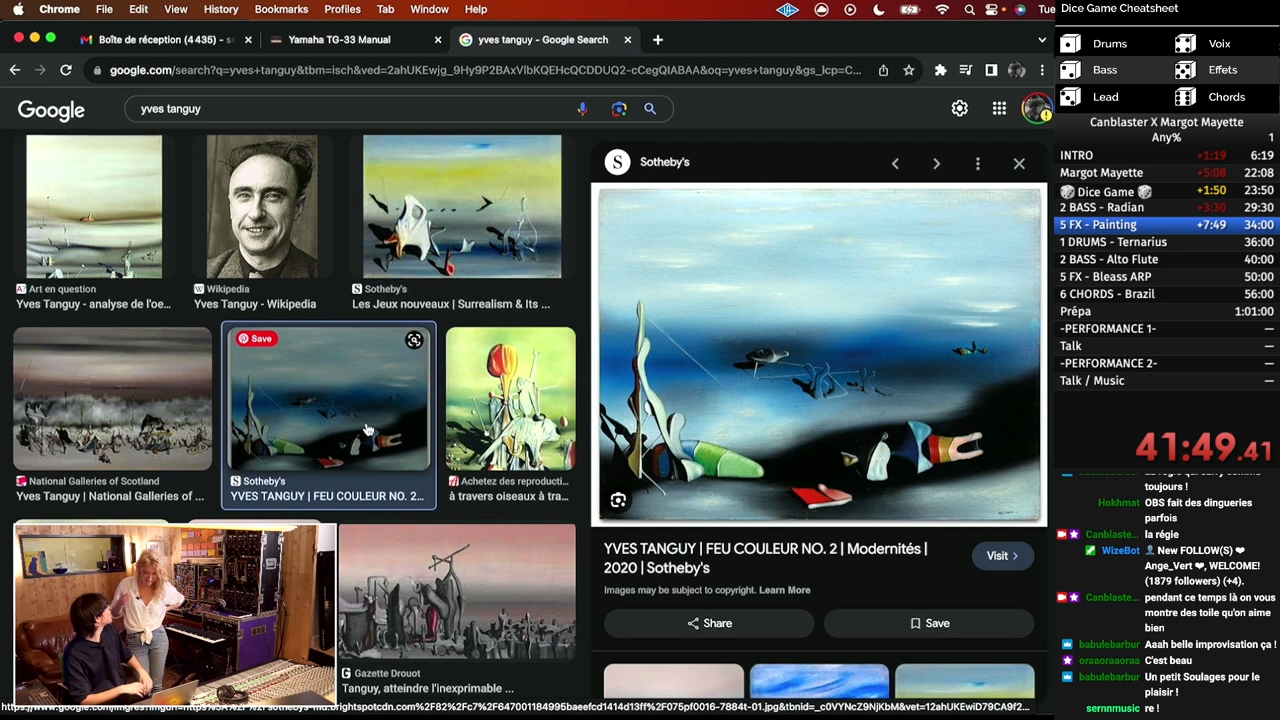 Chrome File Edit View History Bookmarks Profiles Tab Window Help Tue
Boîte de réception (4 435) - s
Yamaha TG-33 Manual
yves tanguy - Google Search
google.com/search?q=yves+tanguy&tbm=isch&ved=2ahUKEwjg_9Hy9P2BAxVlbKQEHcQCDDUQ2-cCegQIABAA&oq=yves+tanguy&gs_lcp=C...
Google
yves tanguy
Art en question
Yves Tanguy - analyse de l'oe...
Wikipedia
Yves Tanguy - Wikipedia
Sotheby's
Les Jeux nouveaux | Surrealism & Its ...
Save
National Galleries of Scotland
Yves Tanguy | National Galleries of ...
Sotheby's
YVES TANGUY | FEU COULEUR NO. 2...
Achetez des reproducti...
à travers oiseaux à tra...
Gazette Drouot
Tanguy, atteindre l'inexprimable ...
S Sotheby's
YVES TANGUY | FEU COULEUR NO. 2 | Modernités |
2020 | Sotheby's
Visit
Images may be subject to copyright. Learn More
Share
Save
Dice Game Cheatsheet
Drums Voix
Bass Effets
Lead Chords
Canblaster X Margot Mayette
Any% 1
INTRO +1:19 6:19
Margot Mayette +5:08 22:08
🎲 Dice Game 🎲 +1:50 23:50
2 BASS - Radian +3:30 29:30
5 FX - Painting +7:49 34:00
1 DRUMS - Ternarius 36:00
2 BASS - Alto Flute 40:00
5 FX - Bleass ARP 50:00
6 CHORDS - Brazil 56:00
Prépa 1:01:00
-PERFORMANCE 1- —
Talk —
-PERFORMANCE 2- —
Talk / Music —
41:49.41
toujours !
Hokhmat OBS fait des dingueries
parfois
Canblaste... la régie
WizeBot 👤 New FOLLOW(S) ❤
Ange_Vert ❤, WELCOME!
(1879 followers) (+4).
Canblaste... pendant ce temps là on vous
montre des toile qu'on aime
bien
babulebarbur Aaah belle improvisation ça !
oraaoraaoraa C'est beau
babulebarbur Un petit Soulages pour le
plaisir !
sernnmusic re !